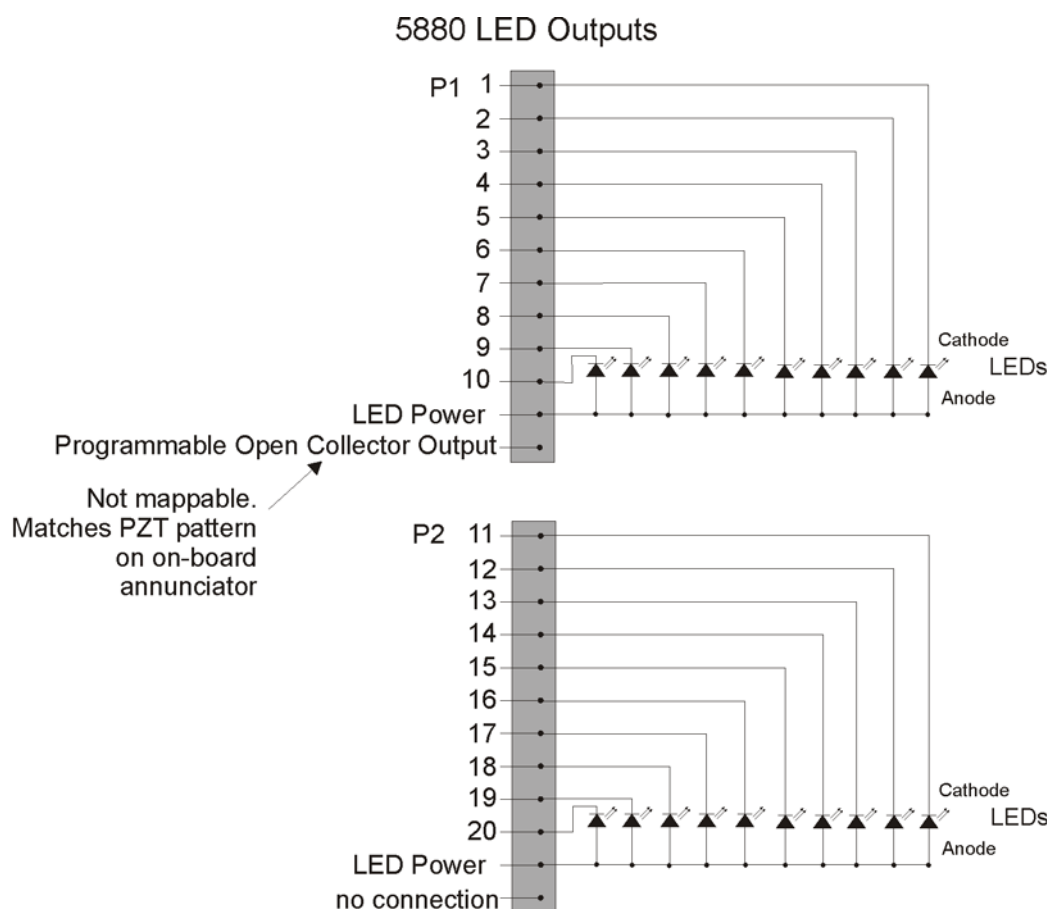 5880 LED Outputs
P1 1
2
3
4
5
6
7
8
9
10
Cathode
LEDs
Anode
LED Power
Programmable Open Collector Output
Not mappable.
Matches PZT pattern
on on-board
annunciator
P2 11
12
13
14
15
16
17
18
19
20
Cathode
LEDs
Anode
LED Power
no connection